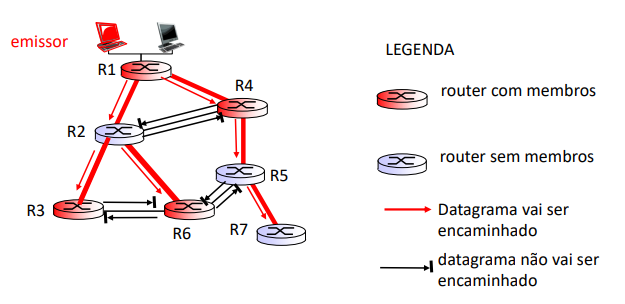 emissor
LEGENDA
R1
R4
router com membros
R2
router sem membros
R5
R3
R6
R7
Datagrama vai ser
encaminhado
datagrama não vai ser
encaminhado